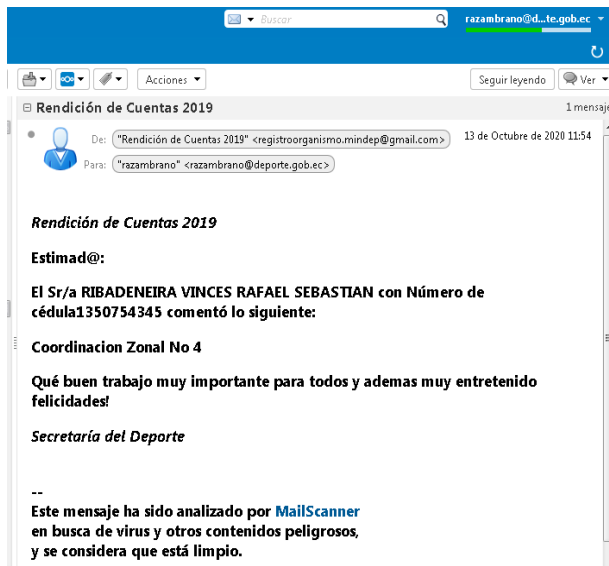 Buscar
razambrano@d...te.gob.ec
Acciones
Seguir leyendo
Ver
Rendición de Cuentas 2019
1 mensaje
De: "Rendición de Cuentas 2019" <registroorganismo.mindep@gmail.com>
13 de Octubre de 2020 11:54
Para: "razambrano" <razambrano@deporte.gob.ec>
Rendición de Cuentas 2019
Estimad@:
El Sr/a RIBADENEIRA VINCES RAFAEL SEBASTIAN con Número de
cédula1350754345 comentó lo siguiente:
Coordinacion Zonal No 4
Qué buen trabajo muy importante para todos y ademas muy entretenido
felicidades!
Secretaría del Deporte
--
Este mensaje ha sido analizado por MailScanner
en busca de virus y otros contenidos peligrosos,
y se considera que está limpio.